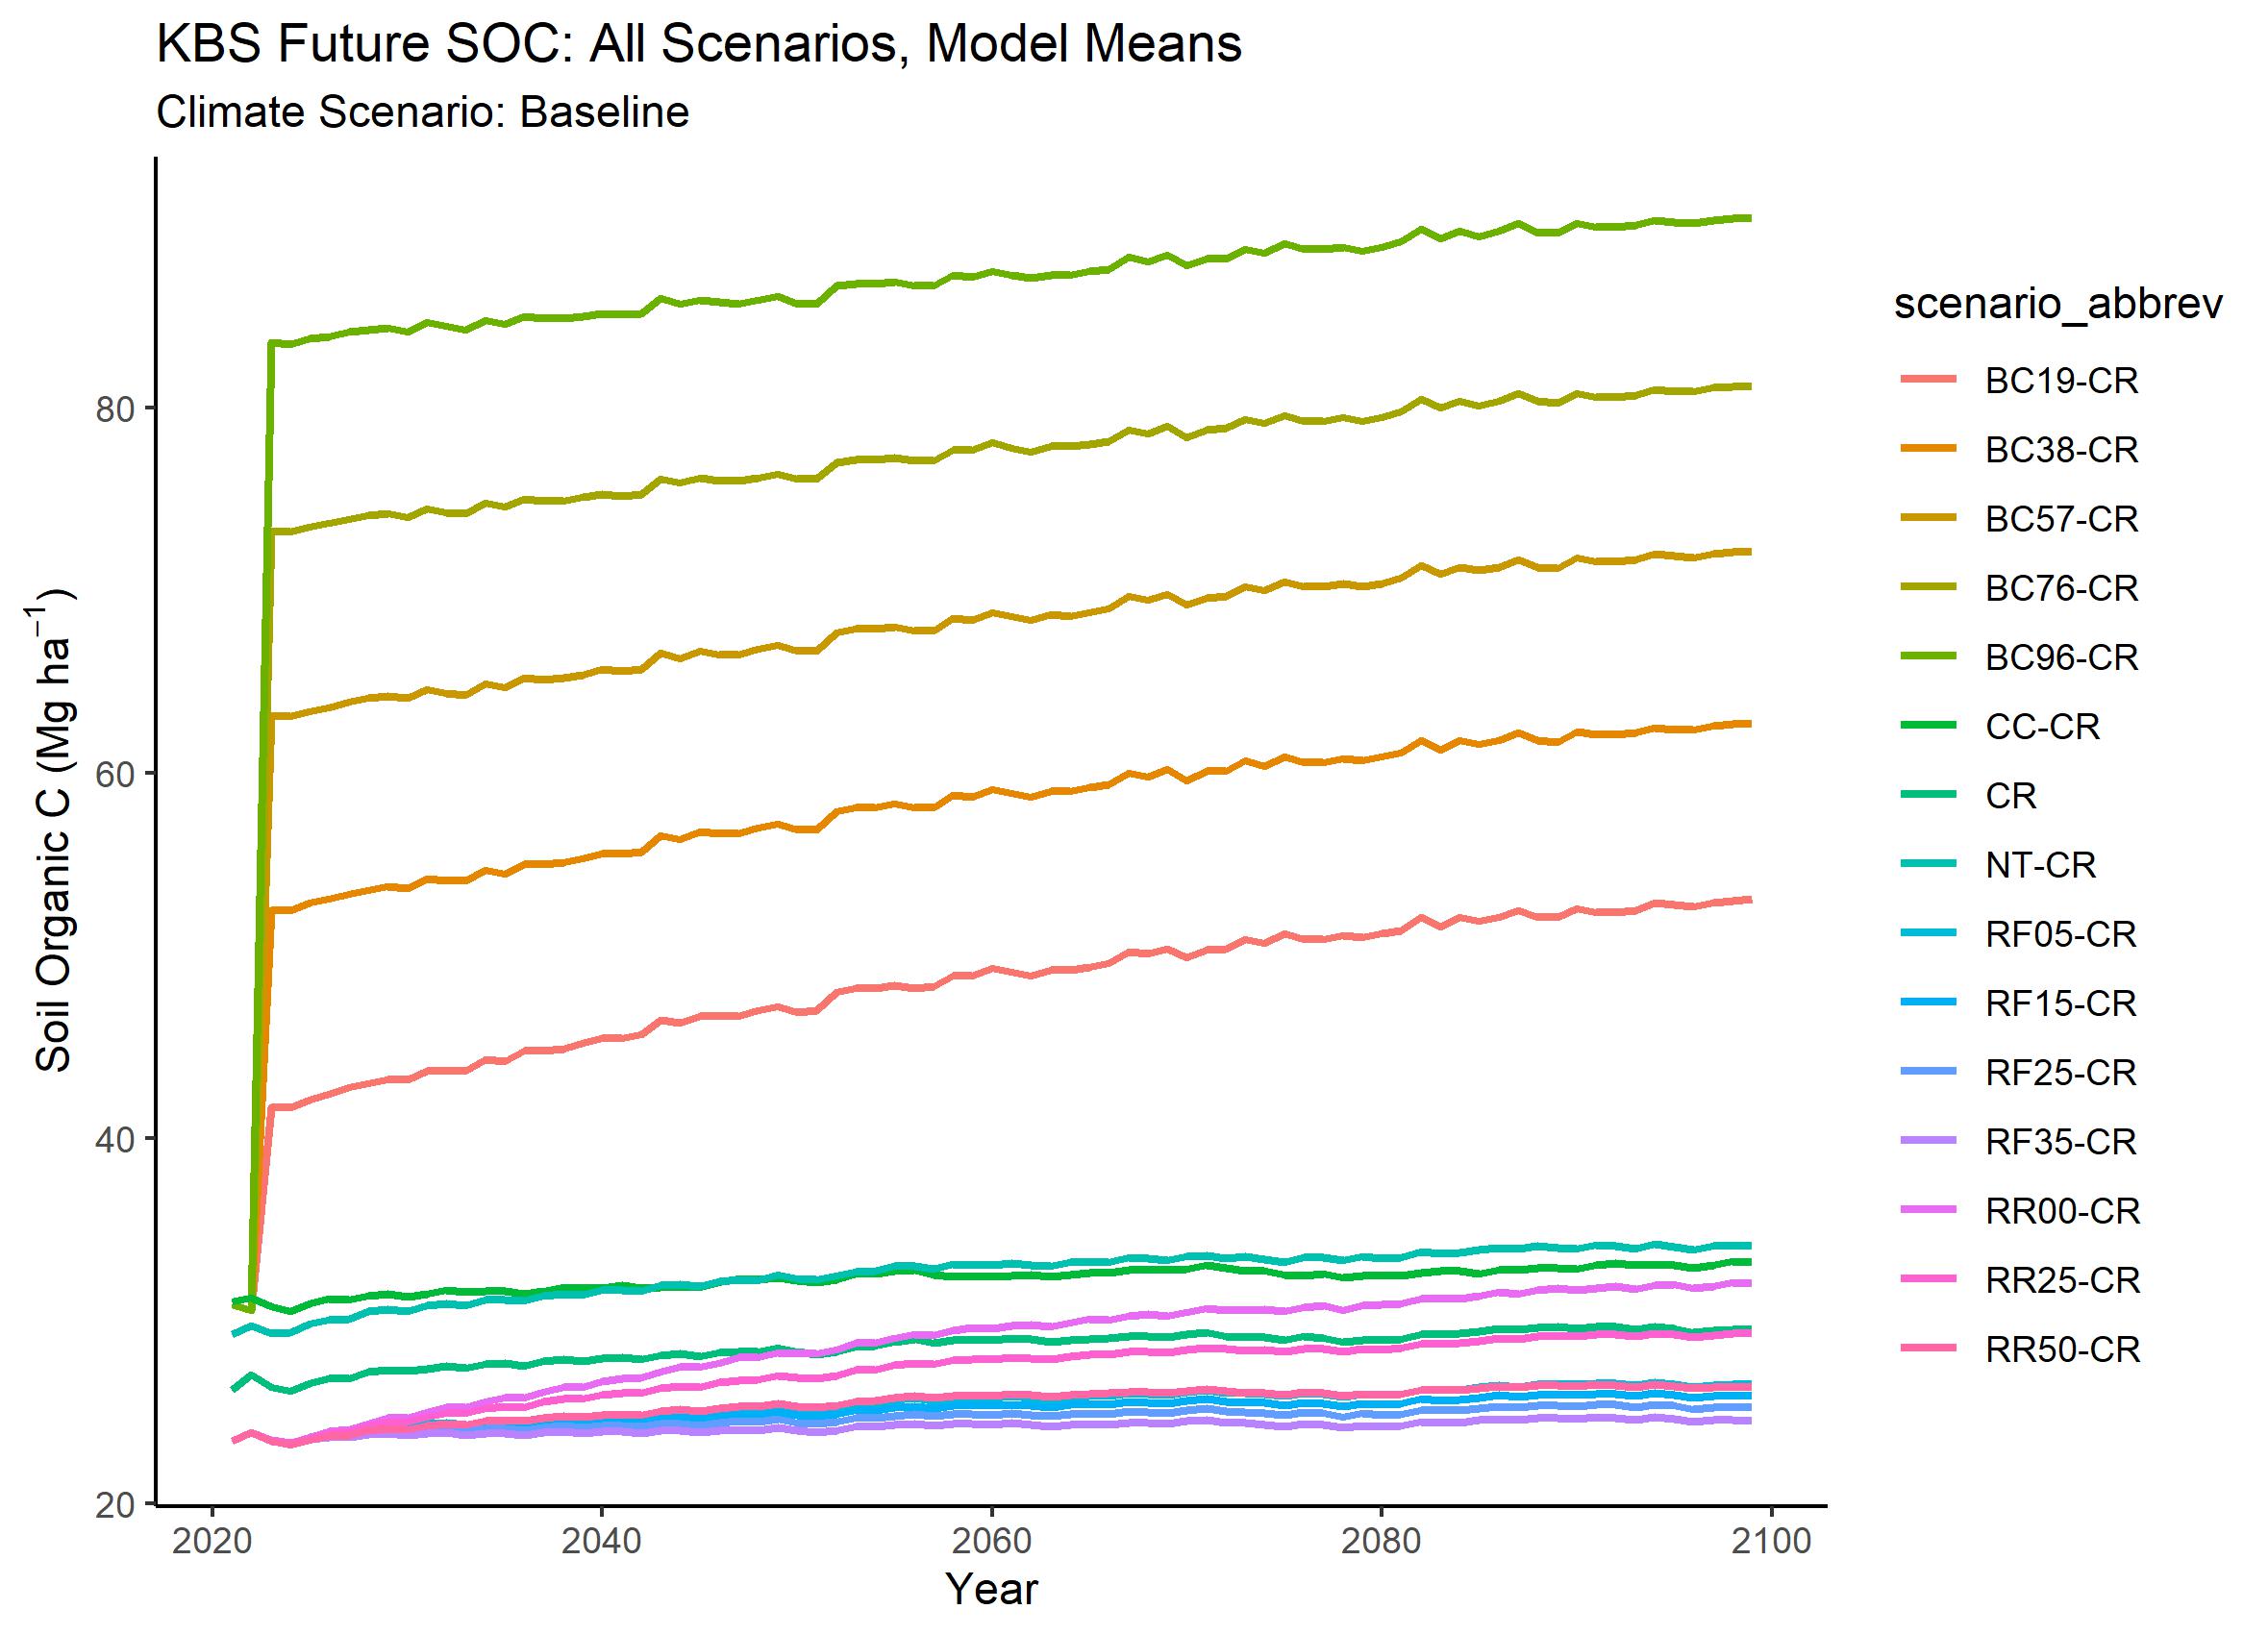 KBS Future SOC: All Scenarios, Model Means
Climate Scenario: Baseline
Soil Organic C (Mg ha⁻¹)
80
60
40
20
2020 2040 2060 2080 2100
Year
scenario_abbrev
BC19-CR
BC38-CR
BC57-CR
BC76-CR
BC96-CR
CC-CR
CR
NT-CR
RF05-CR
RF15-CR
RF25-CR
RF35-CR
RR00-CR
RR25-CR
RR50-CR